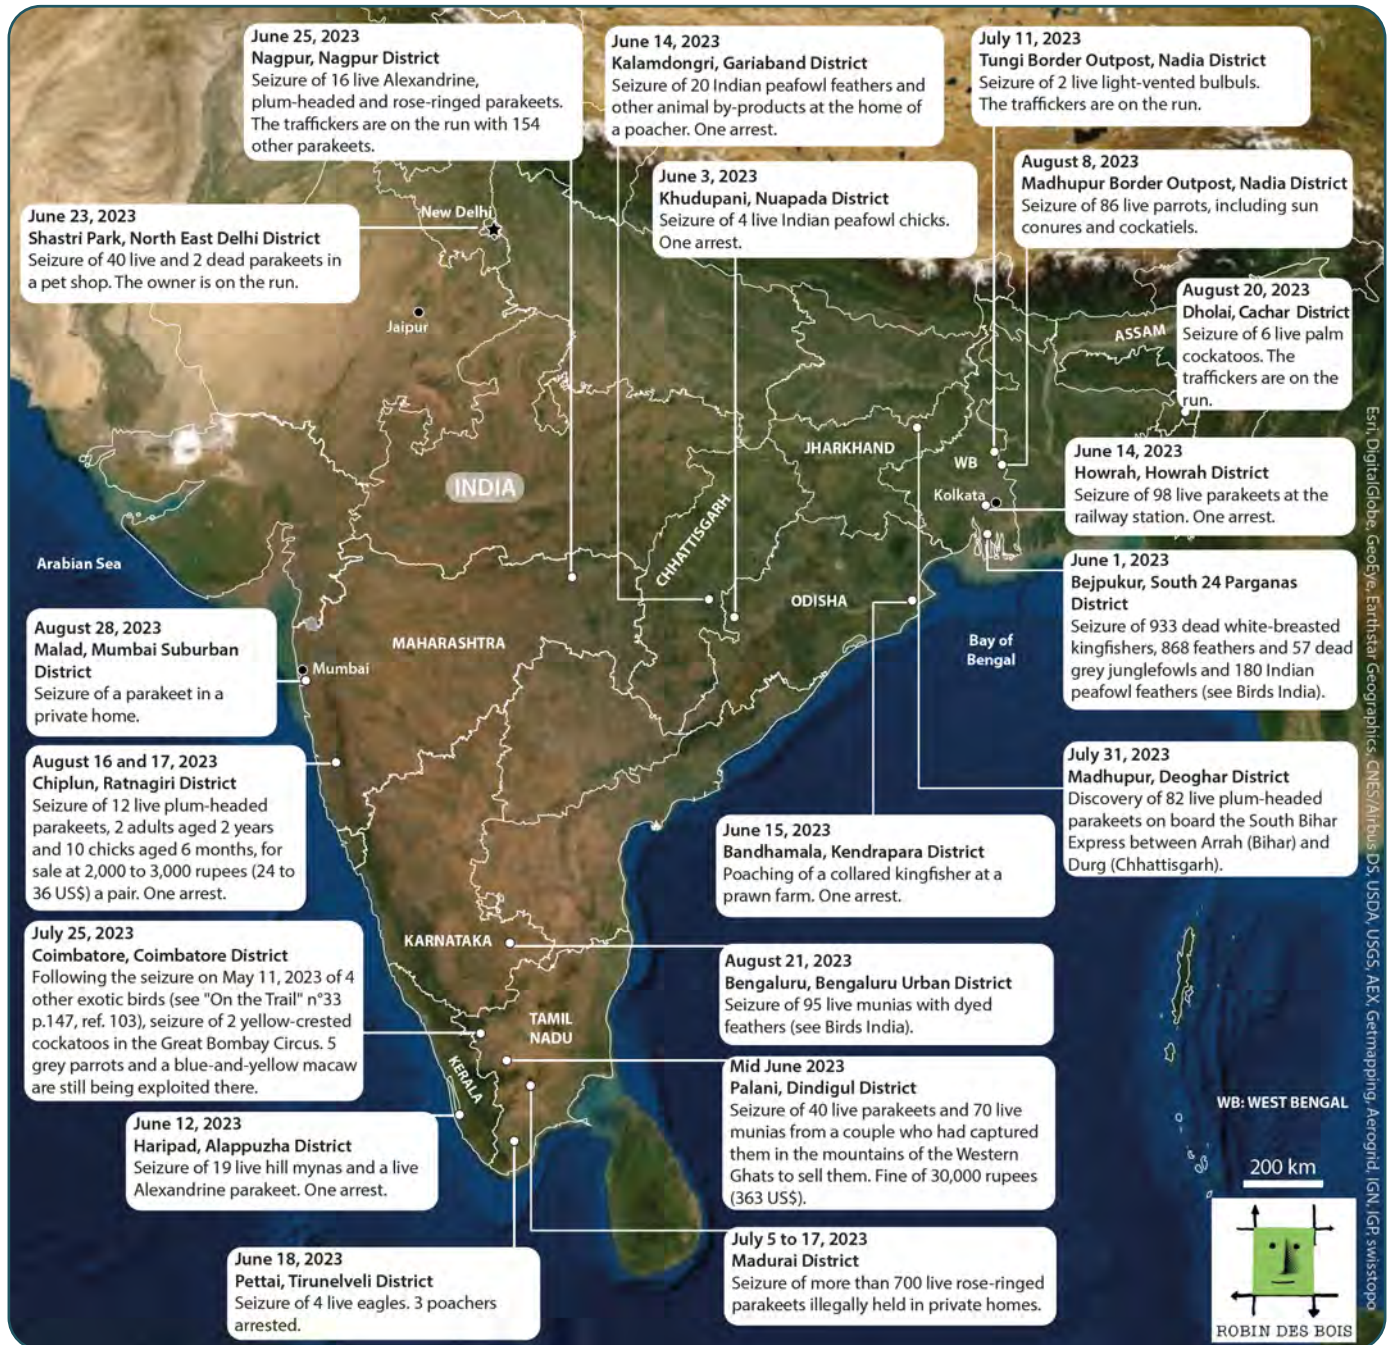 June 25, 2023
Nagpur, Nagpur District
Seizure of 16 live Alexandrine,
plum-headed and rose-ringed parakeets.
The traffickers are on the run with 154
other parakeets.
June 14, 2023
Kalamdongri, Gariaband District
Seizure of 20 Indian peafowl feathers and
other animal by-products at the home of
a poacher. One arrest.
July 11, 2023
Tungi Border Outpost, Nadia District
Seizure of 2 live light-vented bulbuls.
The traffickers are on the run.
August 8, 2023
Madhupur Border Outpost, Nadia District
Seizure of 86 live parrots, including sun
conures and cockatiels.
June 3, 2023
Khudupani, Nuapada District
Seizure of 4 live Indian peafowl chicks.
One arrest.
June 23, 2023
Shastri Park, North East Delhi District
Seizure of 40 live and 2 dead parakeets in
a pet shop. The owner is on the run.
New Delhi
Jaipur
August 20, 2023
Dholai, Cachar District
Seizure of 6 live palm
cockatoos. The
traffickers are on the
run.
ASSAM
JHARKHAND
WB
Kolkata
INDIA
CHHATTISGARH
June 14, 2023
Howrah, Howrah District
Seizure of 98 live parakeets at the
railway station. One arrest.
Arabian Sea
June 1, 2023
Bejpukur, South 24 Parganas
District
Seizure of 933 dead white-breasted
kingfishers, 868 feathers and 57 dead
grey junglefowls and 180 Indian
peafowl feathers (see Birds India).
ODISHA
MAHARASHTRA
Bay of
Bengal
August 28, 2023
Malad, Mumbai Suburban
District
Seizure of a parakeet in a
private home.
Mumbai
August 16 and 17, 2023
Chiplun, Ratnagiri District
Seizure of 12 live plum-headed
parakeets, 2 adults aged 2 years
and 10 chicks aged 6 months, for
sale at 2,000 to 3,000 rupees (24 to
36 US$) a pair. One arrest.
July 31, 2023
Madhupur, Deoghar District
Discovery of 82 live plum-headed
parakeets on board the South Bihar
Express between Arrah (Bihar) and
Durg (Chhattisgarh).
June 15, 2023
Bandhamala, Kendrapara District
Poaching of a collared kingfisher at a
prawn farm. One arrest.
July 25, 2023
Coimbatore, Coimbatore District
Following the seizure on May 11, 2023 of 4
other exotic birds (see "On the Trail" n°33
p.147, ref. 103), seizure of 2 yellow-crested
cockatoos in the Great Bombay Circus. 5
grey parrots and a blue-and-yellow macaw
are still being exploited there.
KARNATAKA
August 21, 2023
Bengaluru, Bengaluru Urban District
Seizure of 95 live munias with dyed
feathers (see Birds India).
TAMIL
NADU
KERALA
Mid June 2023
Palani, Dindigul District
Seizure of 40 live parakeets and 70 live
munias from a couple who had captured
them in the mountains of the Western
Ghats to sell them. Fine of 30,000 rupees
(363 US$).
June 12, 2023
Haripad, Alappuzha District
Seizure of 19 live hill mynas and a live
Alexandrine parakeet. One arrest.
June 18, 2023
Pettai, Tirunelveli District
Seizure of 4 live eagles. 3 poachers
arrested.
July 5 to 17, 2023
Madurai District
Seizure of more than 700 live rose-ringed
parakeets illegally held in private homes.
WB: WEST BENGAL
200 km
ROBIN DES BOIS
Esri, DigitalGlobe, GeoEye, Earthstar Geographics, CNES/Airbus DS, USDA, USGS, AEX, Getmapping, Aerogrid, IGN, IGP, swisstopo